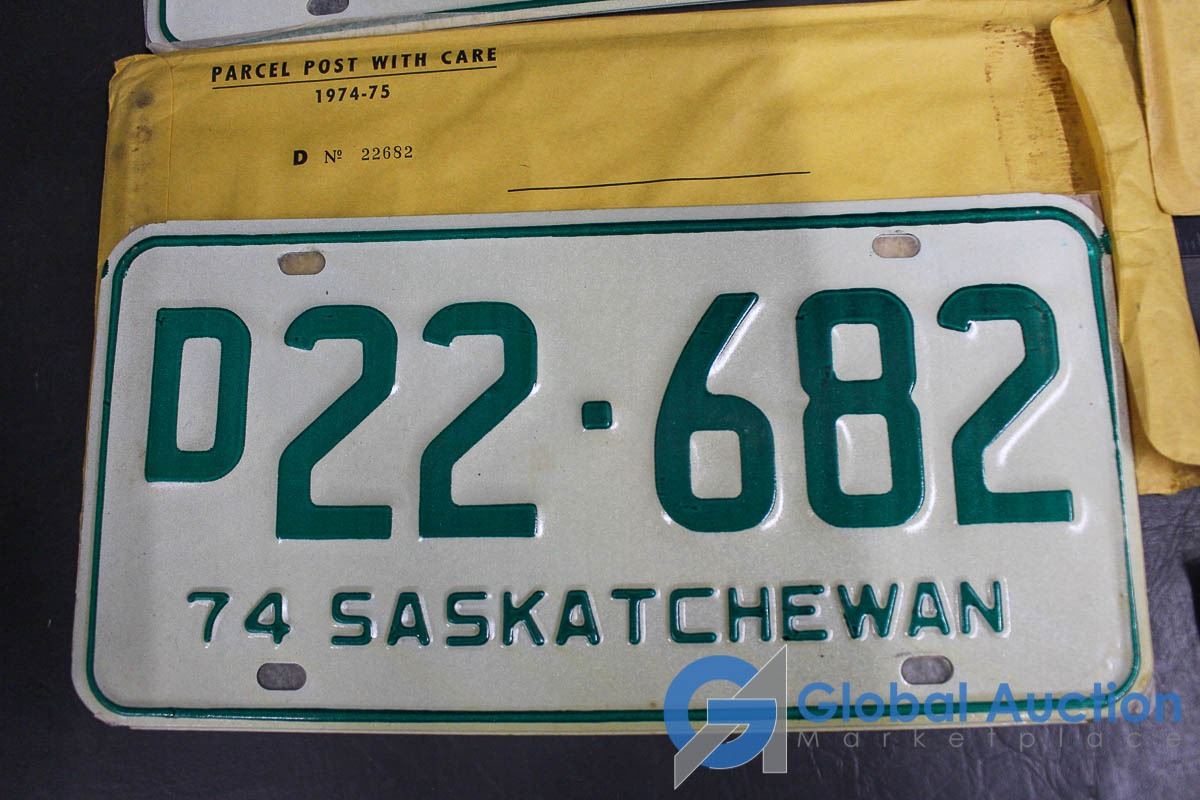 PARCEL POST WITH CARE
1974-75
D Nº 22682
D22·682
74 SASKATCHEWAN
Global Auction
Marketplace